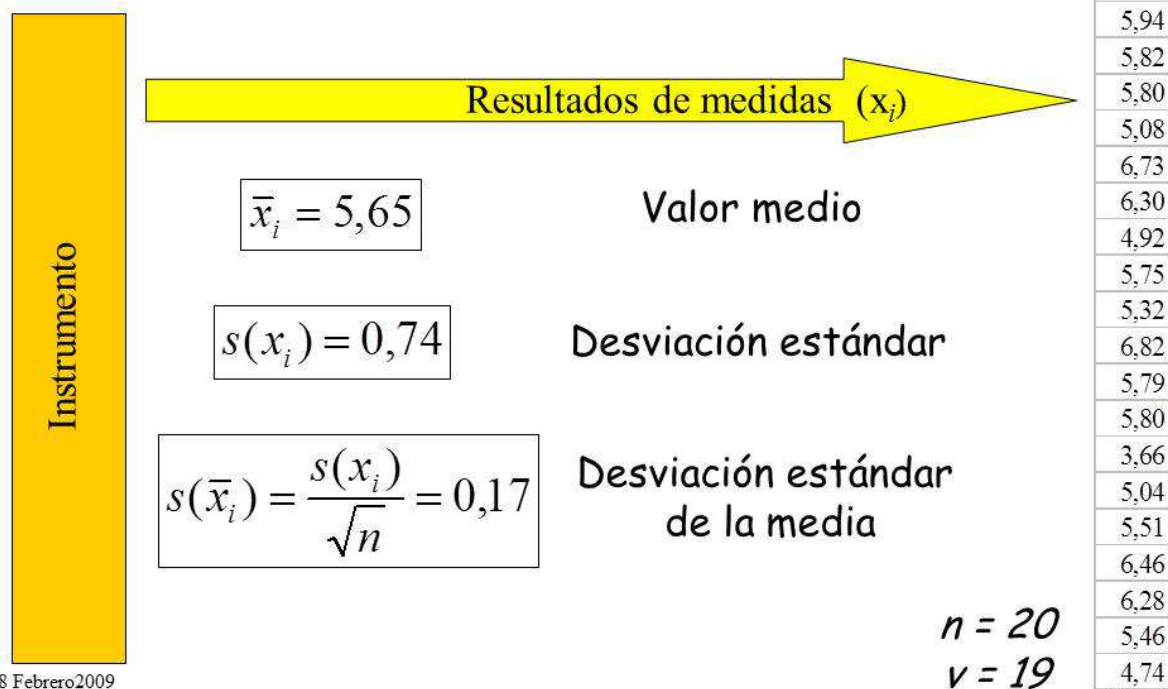 Instrumento
Resultados de medidas (xᵢ)
x̅ᵢ = 5,65
Valor medio
s(xᵢ) = 0,74
Desviación estándar
s(x̅ᵢ) = s(xᵢ) / √n = 0,17
Desviación estándar
de la media
n = 20
ν = 19
8 Febrero2009
5,94
5,82
5,80
5,08
6,73
6,30
4,92
5,75
5,32
6,82
5,79
5,80
3,66
5,04
5,51
6,46
6,28
5,46
4,74